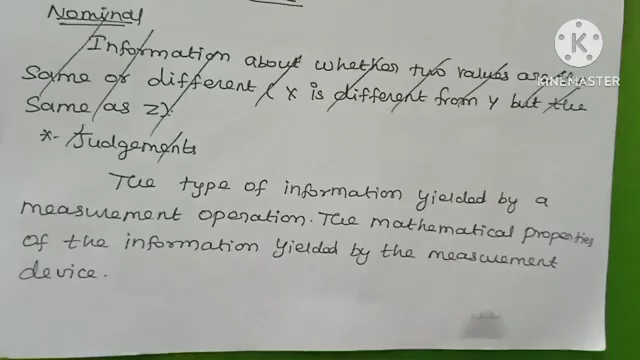 Nominal
Information about whether two values are the
Same or different (X is different from Y but the
Same as Z).
*- Judgements
The type of information yielded by a
measurement operation. The mathematical properties
of the information yielded by the measurement
device.
KINEMASTER